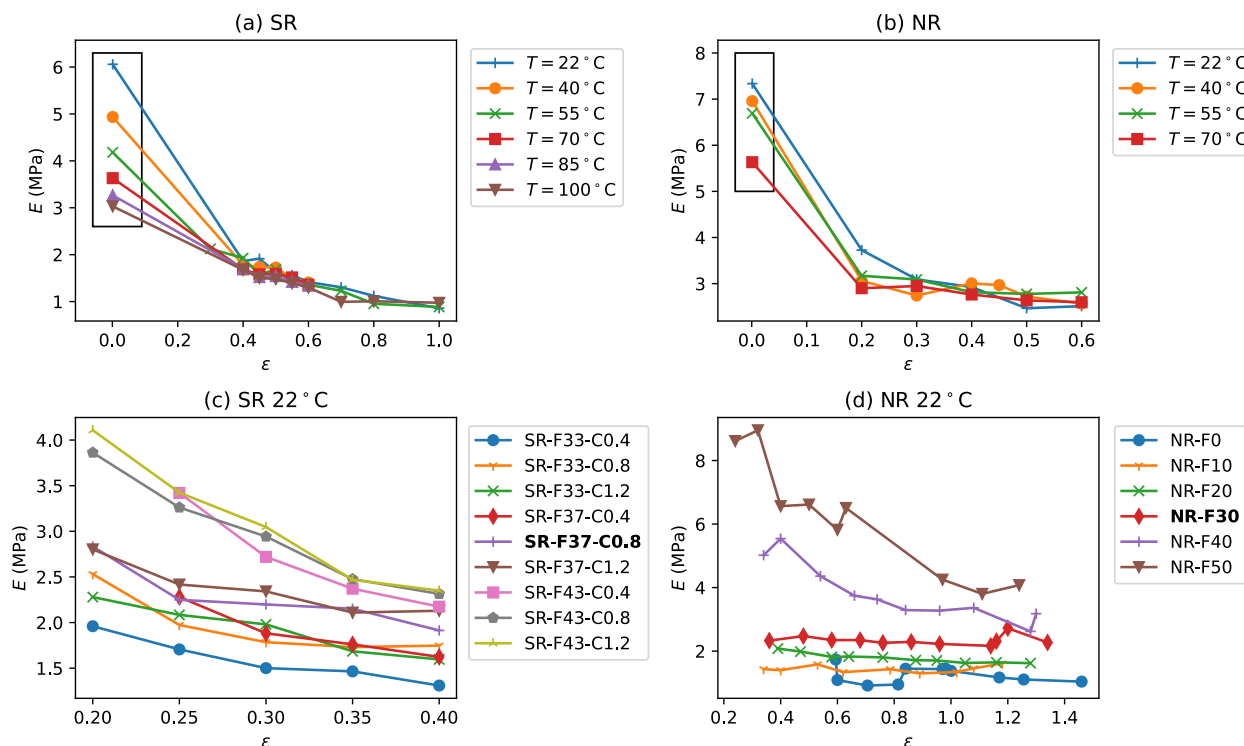 (a) SR
E (MPa)
6
5
4
3
2
1
0.0 0.2 0.4 0.6 0.8 1.0
ε
T = 22°C
T = 40°C
T = 55°C
T = 70°C
T = 85°C
T = 100°C
(b) NR
E (MPa)
8
7
6
5
4
3
0.0 0.1 0.2 0.3 0.4 0.5 0.6
ε
T = 22°C
T = 40°C
T = 55°C
T = 70°C
(c) SR 22°C
E (MPa)
4.0
3.5
3.0
2.5
2.0
1.5
0.20 0.25 0.30 0.35 0.40
ε
SR-F33-C0.4
SR-F33-C0.8
SR-F33-C1.2
SR-F37-C0.4
SR-F37-C0.8
SR-F37-C1.2
SR-F43-C0.4
SR-F43-C0.8
SR-F43-C1.2
(d) NR 22°C
E (MPa)
8
6
4
2
0.2 0.4 0.6 0.8 1.0 1.2 1.4
ε
NR-F0
NR-F10
NR-F20
NR-F30
NR-F40
NR-F50